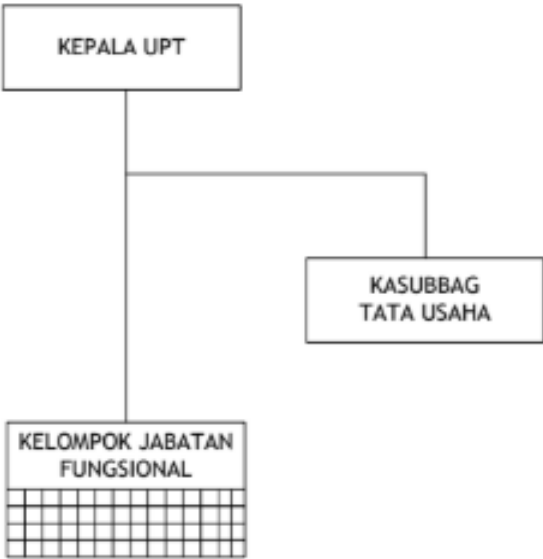 KEPALA UPT
KASUBBAG
TATA USAHA
KELOMPOK JABATAN
FUNGSIONAL